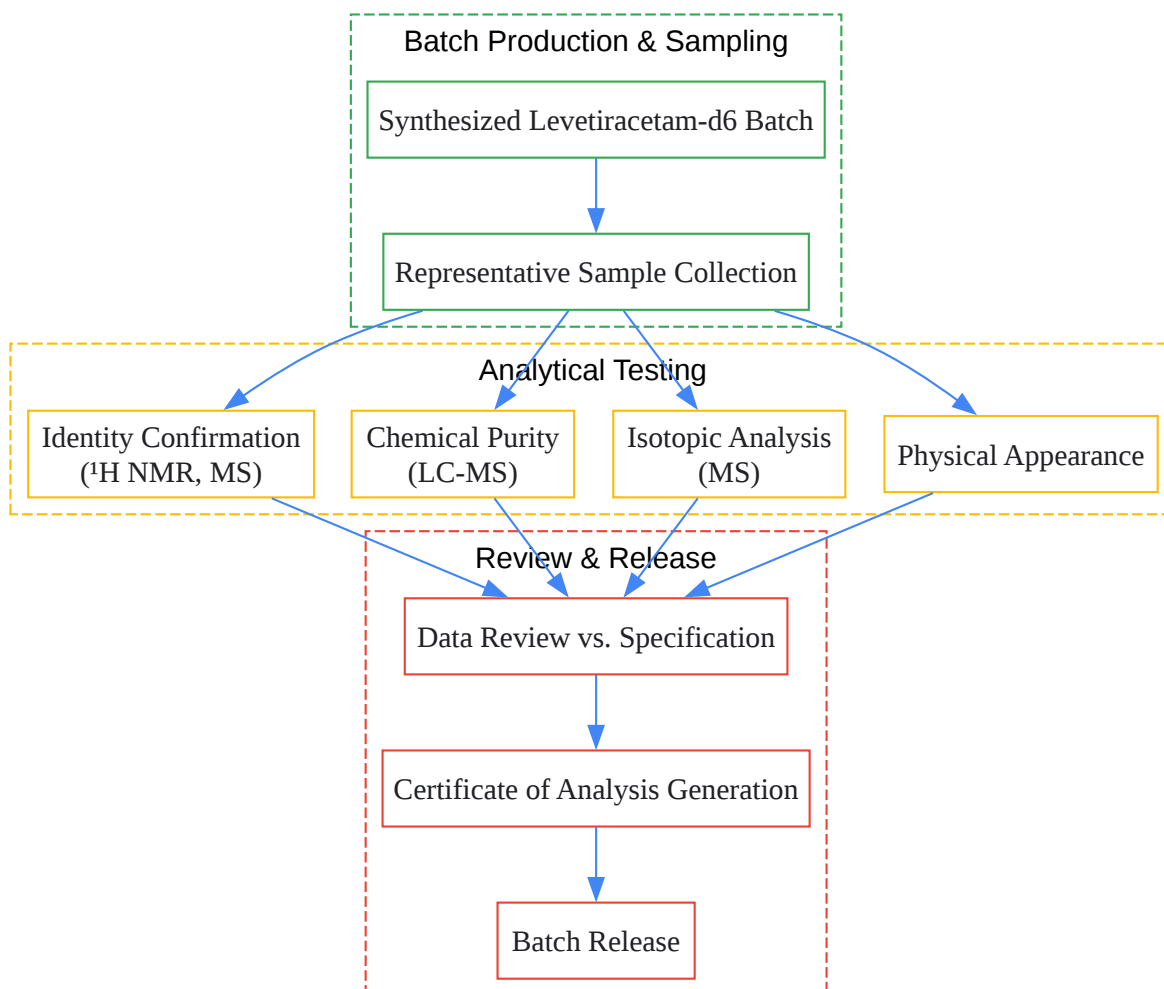 Batch Production & Sampling
Synthesized Levetiracetam-d6 Batch
Representative Sample Collection
Analytical Testing
Identity Confirmation
(¹H NMR, MS)
Chemical Purity
(LC-MS)
Isotopic Analysis
(MS)
Physical Appearance
Review & Release
Data Review vs. Specification
Certificate of Analysis Generation
Batch Release